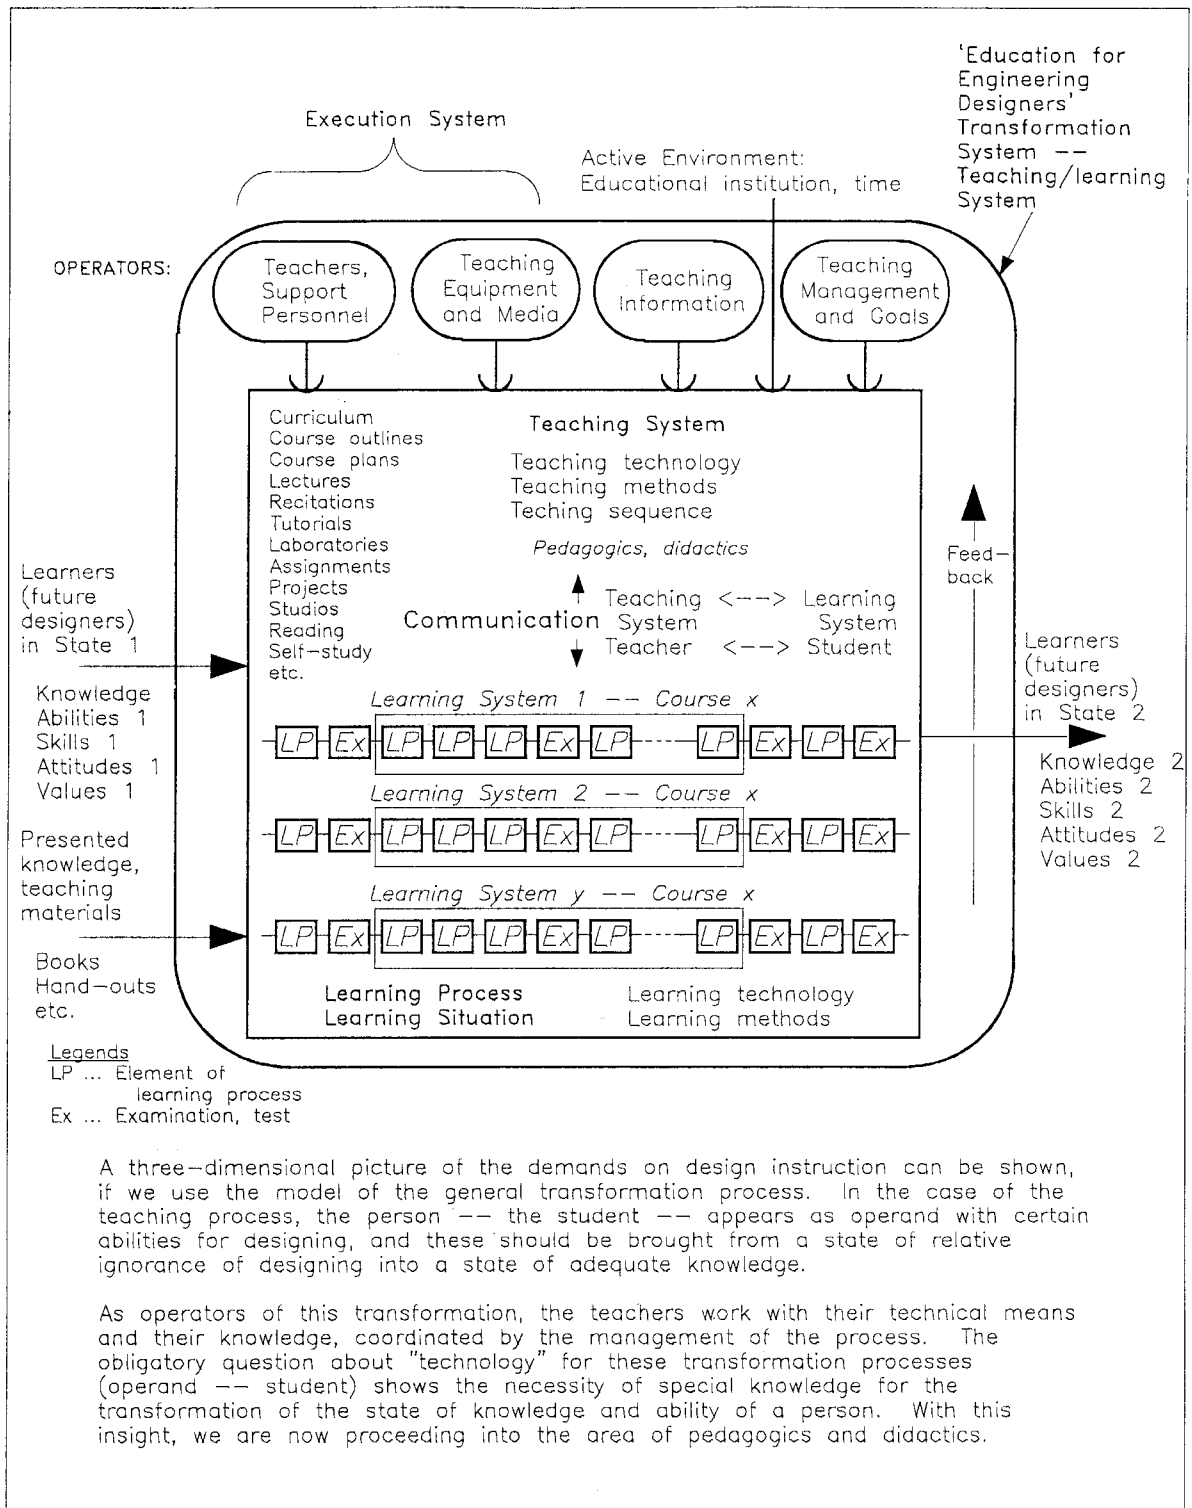 'Education for
Engineering
Designers'
Transformation
System --
Teaching/learning
System
Execution System
Active Environment:
Educational institution, time
OPERATORS:
Teachers,
Support
Personnel
Teaching
Equipment
and Media
Teaching
Information
Teaching
Management
and Goals
Curriculum
Course outlines
Course plans
Lectures
Recitations
Tutorials
Laboratories
Assignments
Projects
Studios
Reading
Self-study
etc.
Teaching System
Teaching technology
Teaching methods
Teching sequence
Pedagogics, didactics
Communication
Teaching <---> Learning
System System
Teacher <---> Student
Feed-
back
Learners
(future
designers)
in State 1
Knowledge
Abilities 1
Skills 1
Attitudes 1
Values 1
Presented
knowledge,
teaching
materials
Books
Hand-outs
etc.
Learning System 1 -- Course x
LP Ex LP LP LP Ex LP LP Ex LP Ex
Learning System 2 -- Course x
LP Ex LP LP LP Ex LP LP Ex LP Ex
Learning System y -- Course x
LP Ex LP LP LP Ex LP LP Ex LP Ex
Learning Process
Learning Situation
Learning technology
Learning methods
Learners
(future
designers)
in State 2
Knowledge 2
Abilities 2
Skills 2
Attitudes 2
Values 2
Legends
LP ... Element of
learning process
Ex ... Examination, test
A three-dimensional picture of the demands on design instruction can be shown,
if we use the model of the general transformation process. In the case of the
teaching process, the person -- the student -- appears as operand with certain
abilities for designing, and these should be brought from a state of relative
ignorance of designing into a state of adequate knowledge.
As operators of this transformation, the teachers work with their technical means
and their knowledge, coordinated by the management of the process. The
obligatory question about "technology" for these transformation processes
(operand -- student) shows the necessity of special knowledge for the
transformation of the state of knowledge and ability of a person. With this
insight, we are now proceeding into the area of pedagogics and didactics.